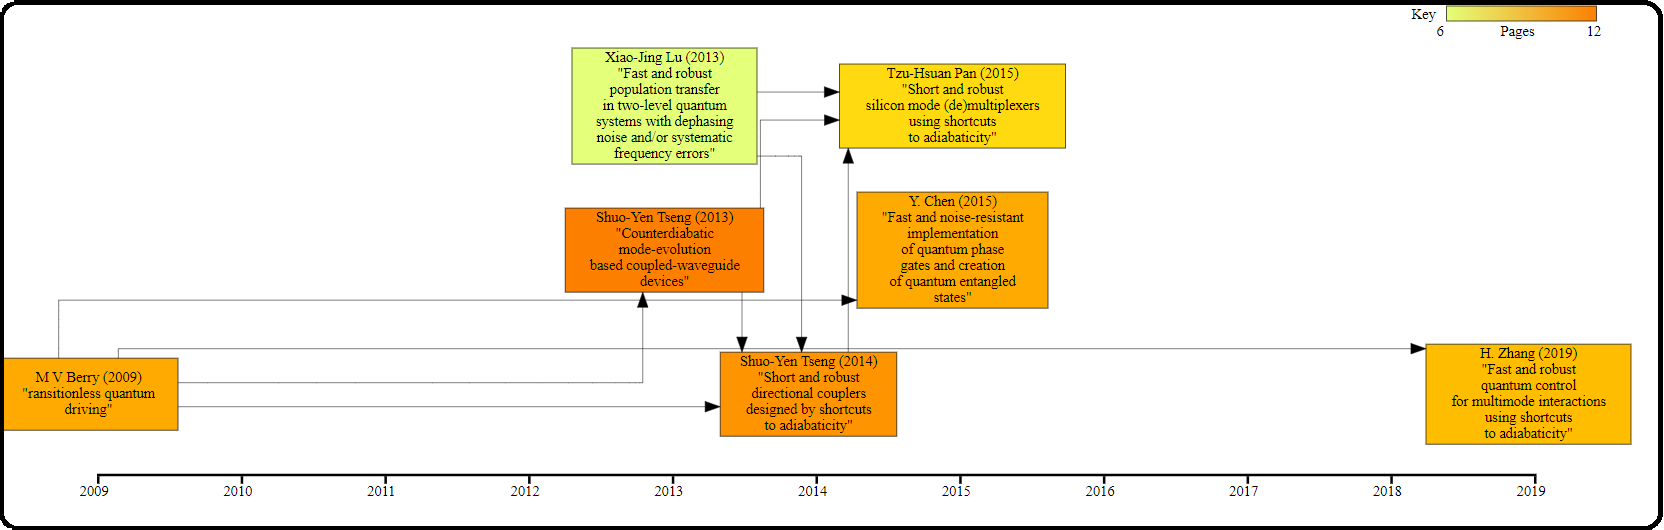 Key
6 Pages 12
Xiao-Jing Lu (2013)
"Fast and robust
population transfer
in two-level quantum
systems with dephasing
noise and/or systematic
frequency errors"
Tzu-Hsuan Pan (2015)
"Short and robust
silicon mode (de)multiplexers
using shortcuts
to adiabaticity"
Shuo-Yen Tseng (2013)
"Counterdiabatic
mode-evolution
based coupled-waveguide
devices"
Y. Chen (2015)
"Fast and noise-resistant
implementation
of quantum phase
gates and creation
of quantum entangled
states"
M V Berry (2009)
"ransitionless quantum
driving"
Shuo-Yen Tseng (2014)
"Short and robust
directional couplers
designed by shortcuts
to adiabaticity"
H. Zhang (2019)
"Fast and robust
quantum control
for multimode interactions
using shortcuts
to adiabaticity"
2009 2010 2011 2012 2013 2014 2015 2016 2017 2018 2019